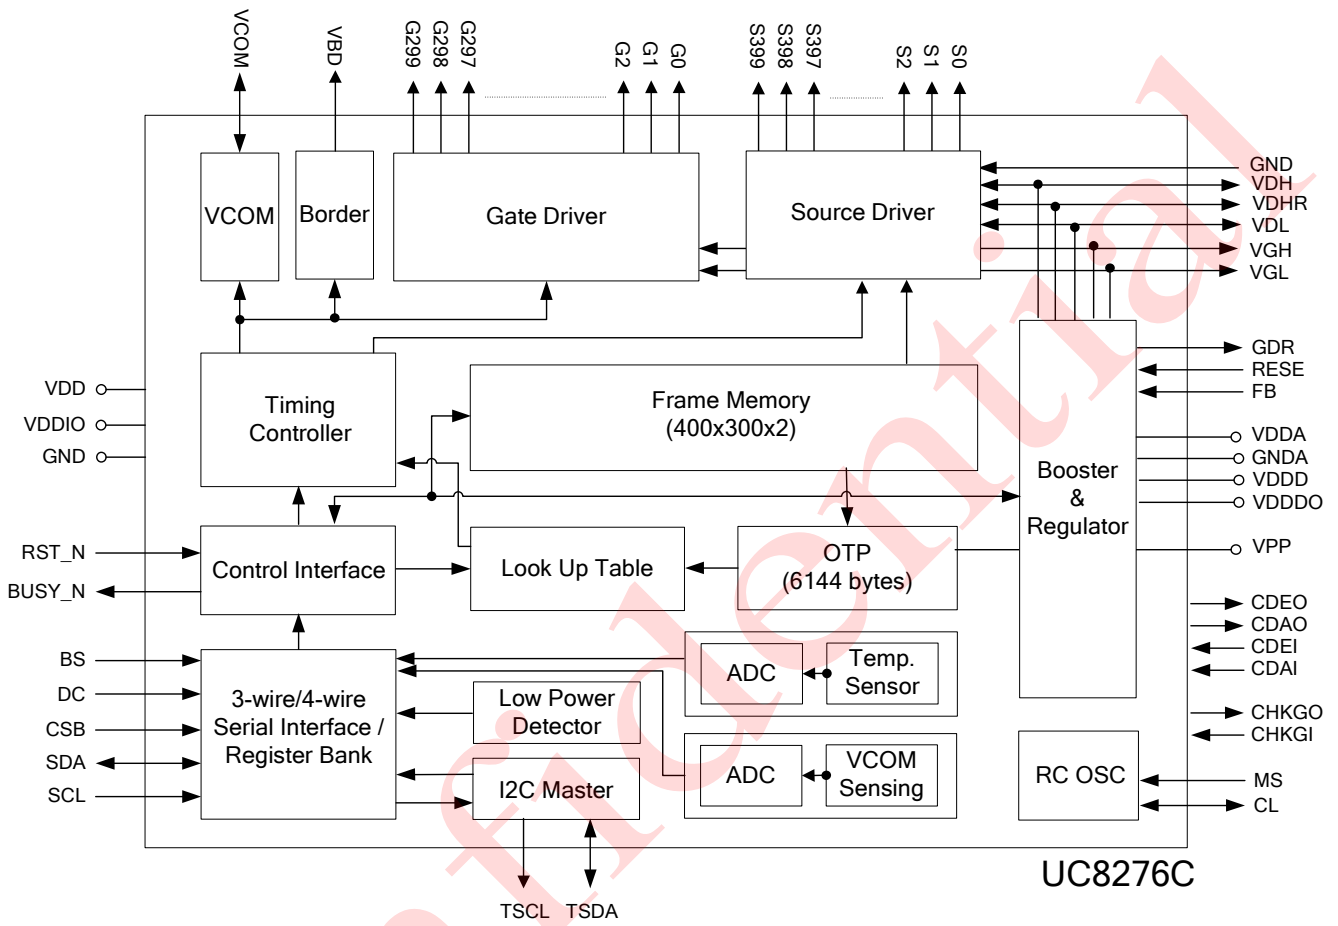 VCOM
VBD
G299
G298
G297
G2
G1
G0
S399
S398
S397
S2
S1
S0
VCOM
Border
Gate Driver
Source Driver
GND
VDH
VDHR
VDL
VGH
VGL
VDD
VDDIO
GND
Timing
Controller
Frame Memory
(400x300x2)
Booster
&
Regulator
GDR
RESE
FB
VDDA
GNDA
VDDD
VDDDO
VPP
RST_N
BUSY_N
Control Interface
Look Up Table
OTP
(6144 bytes)
CDEO
CDAO
CDEI
CDAI
CHKGO
CHKGI
BS
DC
CSB
SDA
SCL
3-wire/4-wire
Serial Interface /
Register Bank
Low Power
Detector
I2C Master
ADC
Temp.
Sensor
ADC
VCOM
Sensing
RC OSC
MS
CL
TSCL
TSDA
UC8276C
nfidential